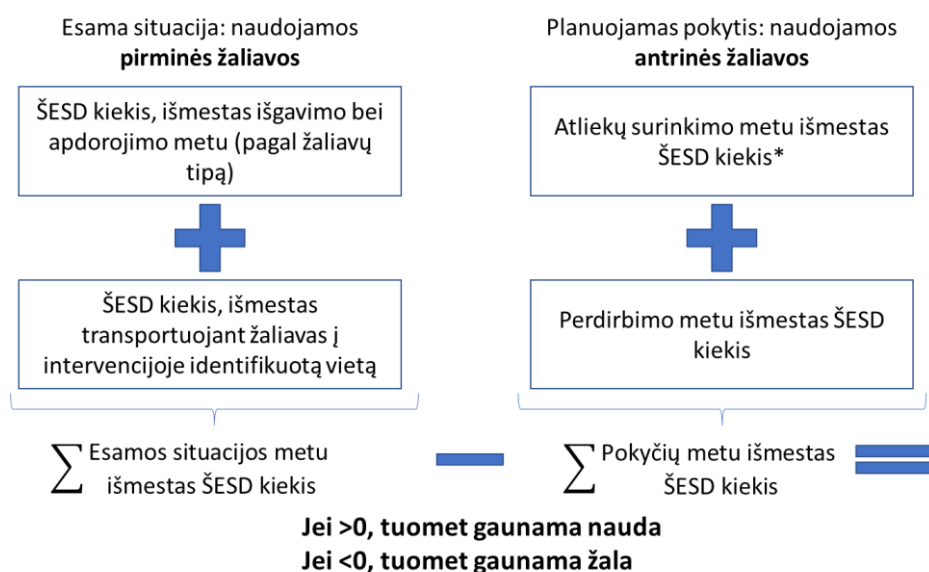 Esama situacija: naudojamos
pirminės žaliavos
ŠESD kiekis, išmestas išgavimo bei
apdorojimo metu (pagal žaliavų
tipą)
ŠESD kiekis, išmestas
transportuojant žaliavas į
intervencijoje identifikuotą vietą
∑ Esamos situacijos metu
išmestas ŠESD kiekis
Planuojamas pokytis: naudojamos
antrinės žaliavos
Atliekų surinkimo metu išmestas
ŠESD kiekis*
Perdirbimo metu išmestas ŠESD
kiekis
∑ Pokyčių metu išmestas
ŠESD kiekis
Jei >0, tuomet gaunama nauda
Jei <0, tuomet gaunama žala